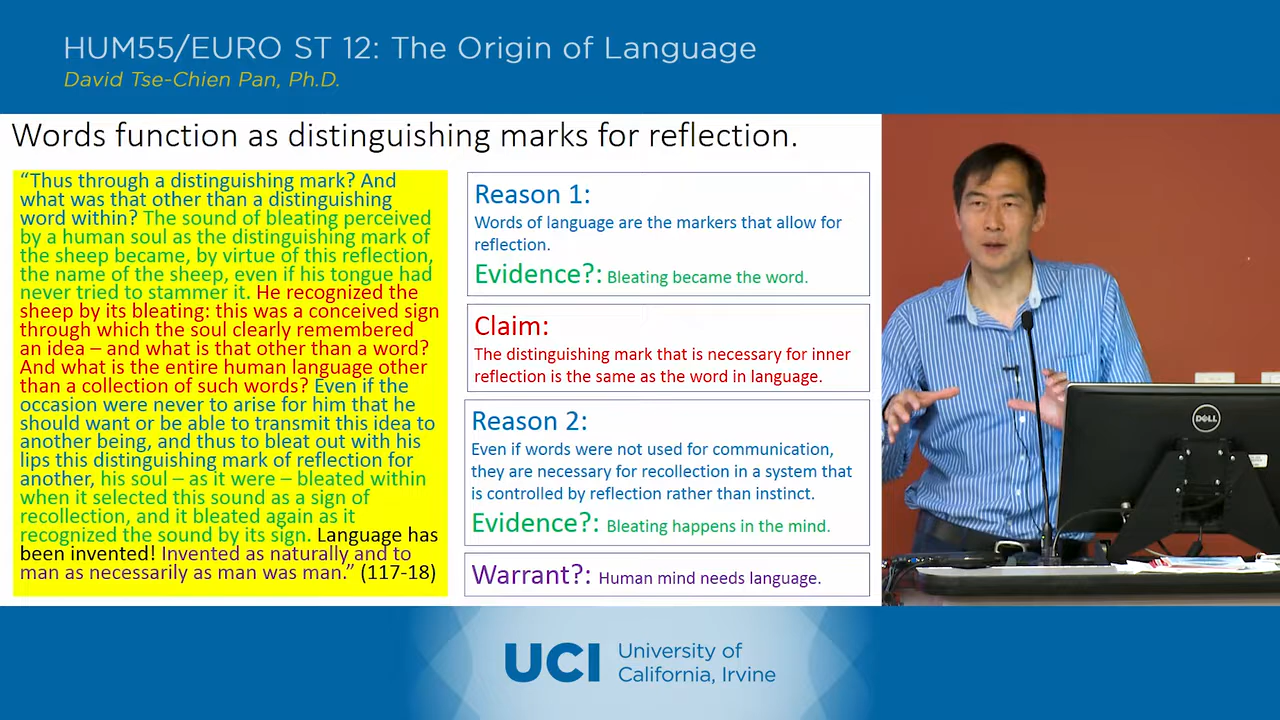 HUM55/EURO ST 12: The Origin of Language
David Tse-Chien Pan, Ph.D.
Words function as distinguishing marks for reflection.
“Thus through a distinguishing mark? And
what was that other than a distinguishing
word within? The sound of bleating perceived
by a human soul as the distinguishing mark of
the sheep became, by virtue of this reflection,
the name of the sheep, even if his tongue had
never tried to stammer it. He recognized the
sheep by its bleating: this was a conceived sign
through which the soul clearly remembered
an idea – and what is that other than a word?
And what is the entire human language other
than a collection of such words? Even if the
occasion were never to arise for him that he
should want or be able to transmit this idea to
another being, and thus to bleat out with his
lips this distinguishing mark of reflection for
another, his soul – as it were – bleated within
when it selected this sound as a sign of
recollection, and it bleated again as it
recognized the sound by its sign. Language has
been invented! Invented as naturally and to
man as necessarily as man was man.” (117-18)
Reason 1:
Words of language are the markers that allow for
reflection.
Evidence?: Bleating became the word.
Claim:
The distinguishing mark that is necessary for inner
reflection is the same as the word in language.
Reason 2:
Even if words were not used for communication,
they are necessary for recollection in a system that
is controlled by reflection rather than instinct.
Evidence?: Bleating happens in the mind.
Warrant?: Human mind needs language.
DELL
UCI University of
California, Irvine